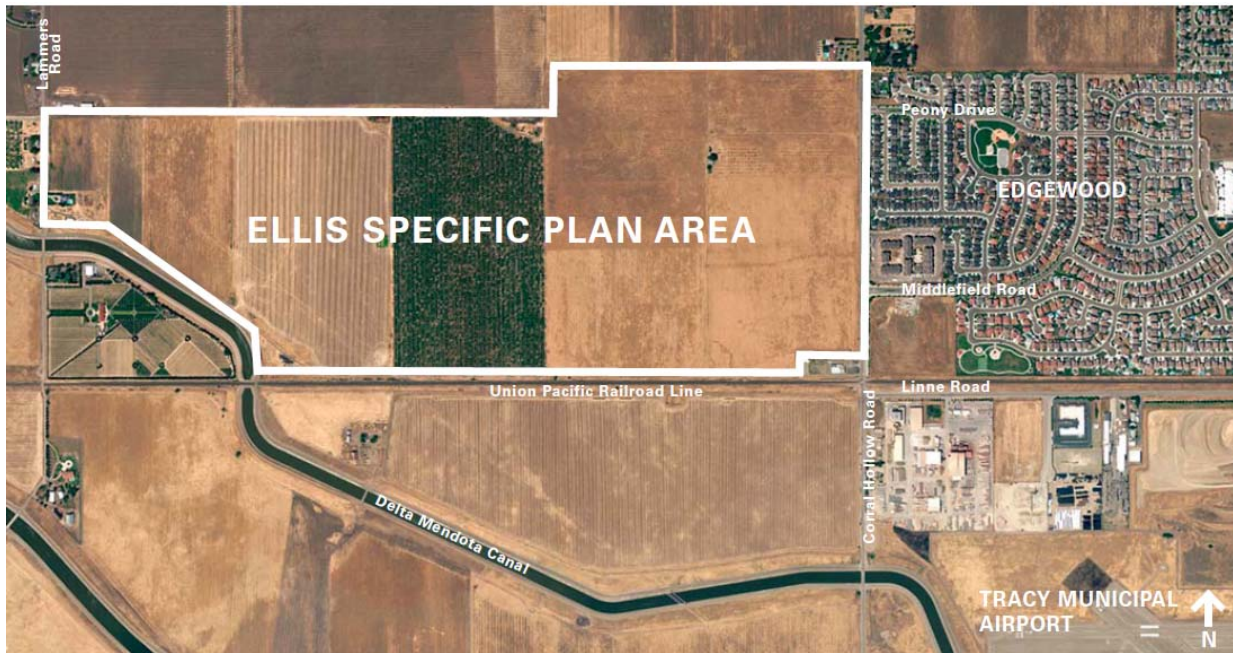 Lammers
Road
Peony Drive
EDGEWOOD
ELLIS SPECIFIC PLAN AREA
Middlefield Road
Union Pacific Railroad Line
Linne Road
Corral Hollow Road
Delta Mendota Canal
TRACY MUNICIPAL
AIRPORT
N